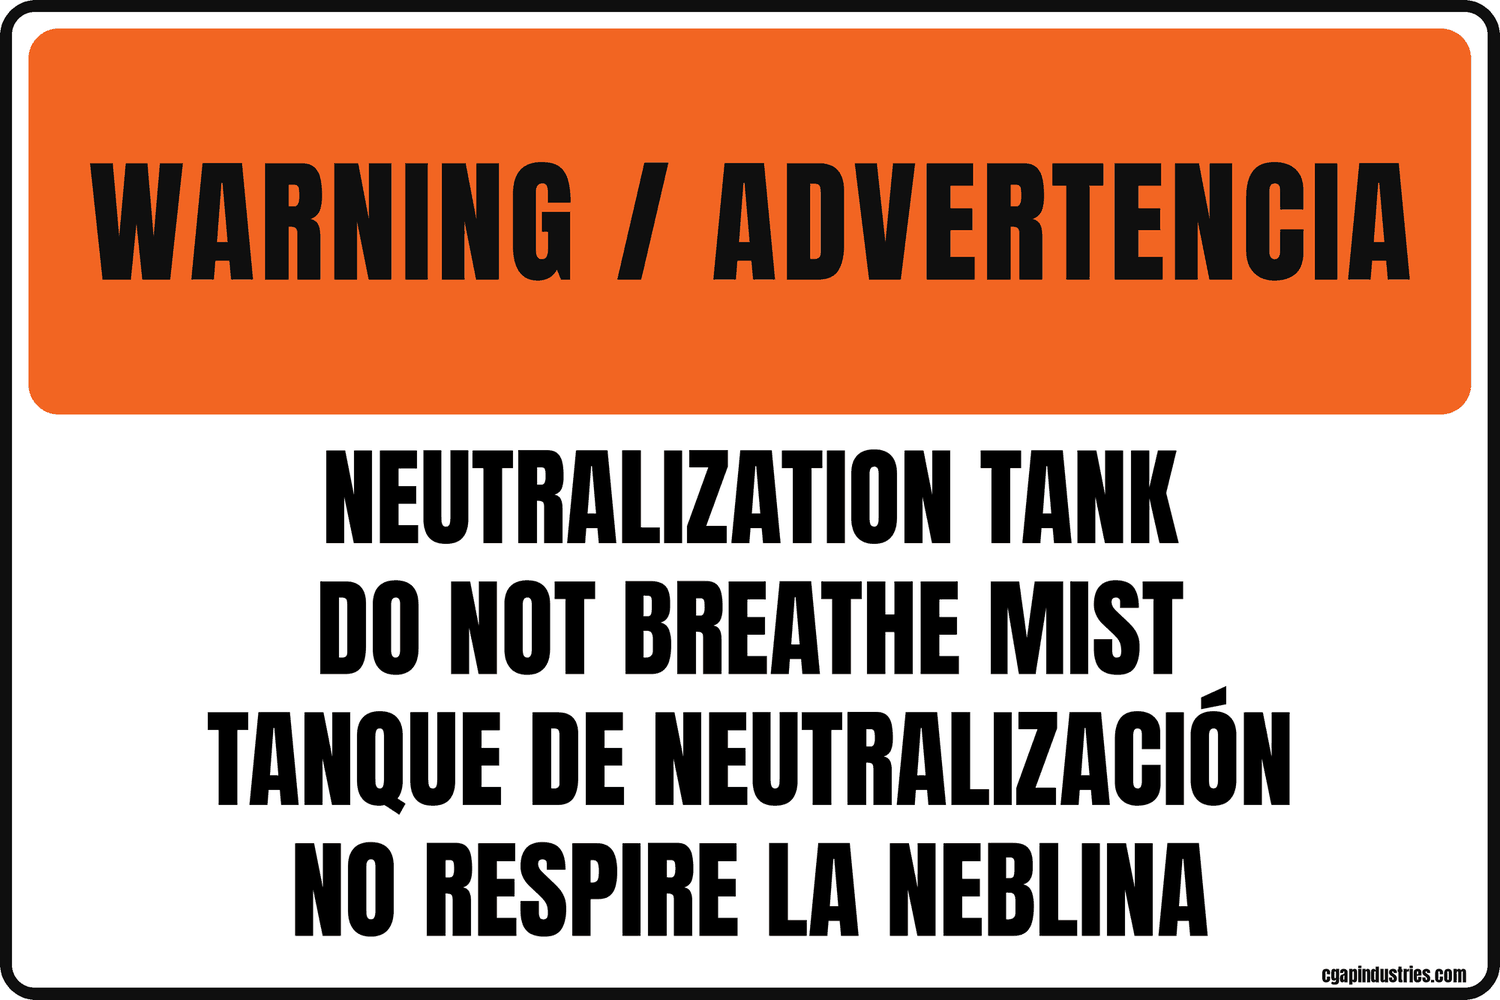 WARNING / ADVERTENCIA
NEUTRALIZATION TANK
DO NOT BREATHE MIST
TANQUE DE NEUTRALIZACIÓN
NO RESPIRE LA NEBLINA
cgapindustries.com